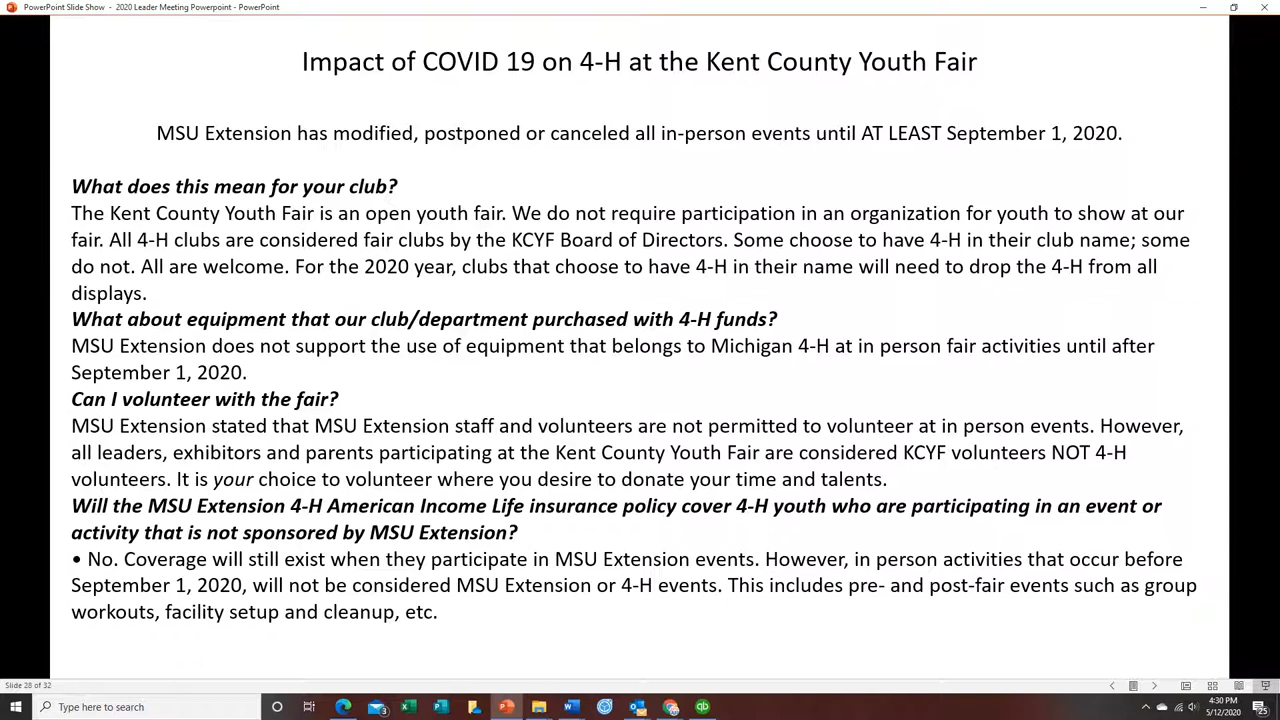 PowerPoint Slide Show - 2020 Leader Meeting Powerpoint - PowerPoint
Impact of COVID 19 on 4-H at the Kent County Youth Fair
MSU Extension has modified, postponed or canceled all in-person events until AT LEAST September 1, 2020.
What does this mean for your club?
The Kent County Youth Fair is an open youth fair. We do not require participation in an organization for youth to show at our
fair. All 4-H clubs are considered fair clubs by the KCYF Board of Directors. Some choose to have 4-H in their club name; some
do not. All are welcome. For the 2020 year, clubs that choose to have 4-H in their name will need to drop the 4-H from all
displays.
What about equipment that our club/department purchased with 4-H funds?
MSU Extension does not support the use of equipment that belongs to Michigan 4-H at in person fair activities until after
September 1, 2020.
Can I volunteer with the fair?
MSU Extension stated that MSU Extension staff and volunteers are not permitted to volunteer at in person events. However,
all leaders, exhibitors and parents participating at the Kent County Youth Fair are considered KCYF volunteers NOT 4-H
volunteers. It is your choice to volunteer where you desire to donate your time and talents.
Will the MSU Extension 4-H American Income Life insurance policy cover 4-H youth who are participating in an event or
activity that is not sponsored by MSU Extension?
• No. Coverage will still exist when they participate in MSU Extension events. However, in person activities that occur before
September 1, 2020, will not be considered MSU Extension or 4-H events. This includes pre- and post-fair events such as group
workouts, facility setup and cleanup, etc.
Slide 28 of 32
Type here to search
3
4:30 PM
5/12/2020
25